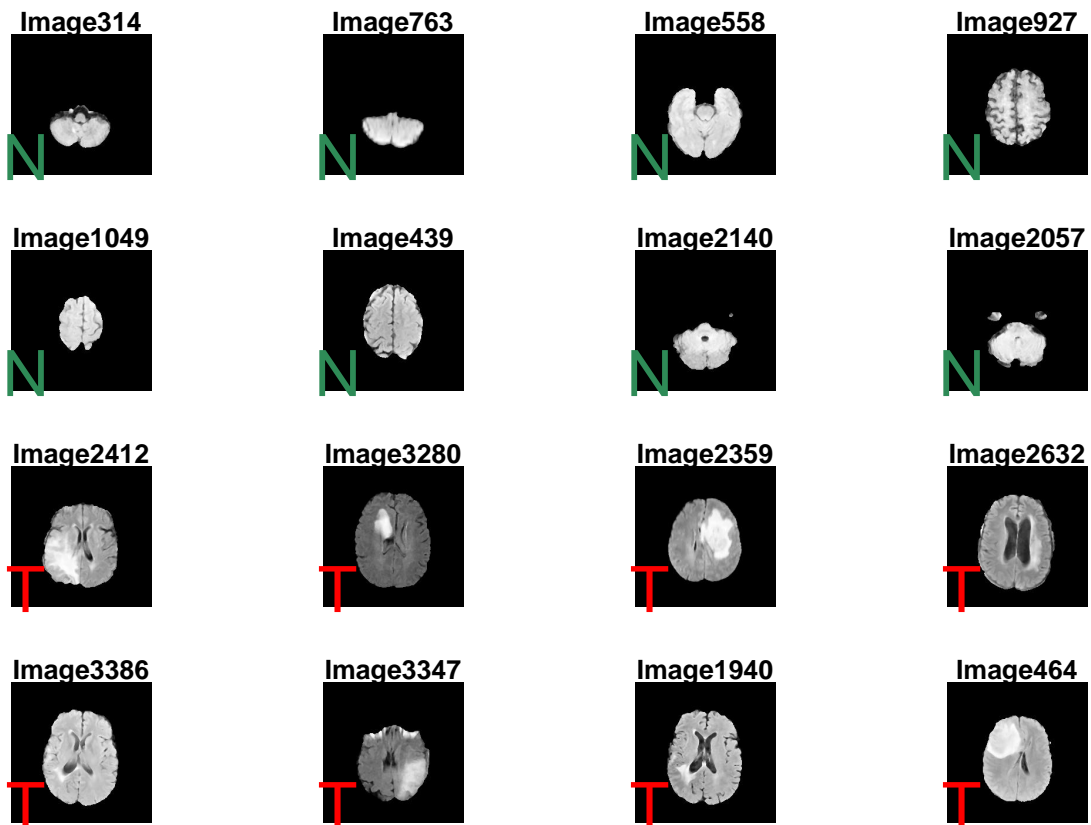 Image314 Image763 Image558 Image927
N N N N
Image1049 Image439 Image2140 Image2057
N N N N
Image2412 Image3280 Image2359 Image2632
T T T T
Image3386 Image3347 Image1940 Image464
T T T T